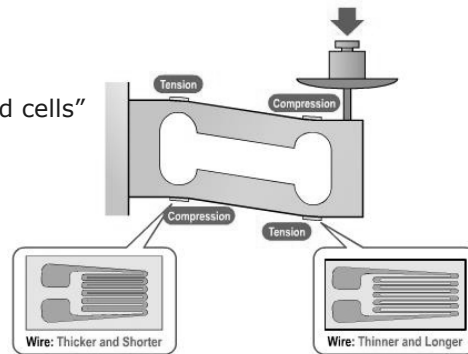 Tension
Compression
d cells”
Compression
Tension
Wire: Thicker and Shorter
Wire: Thinner and Longer